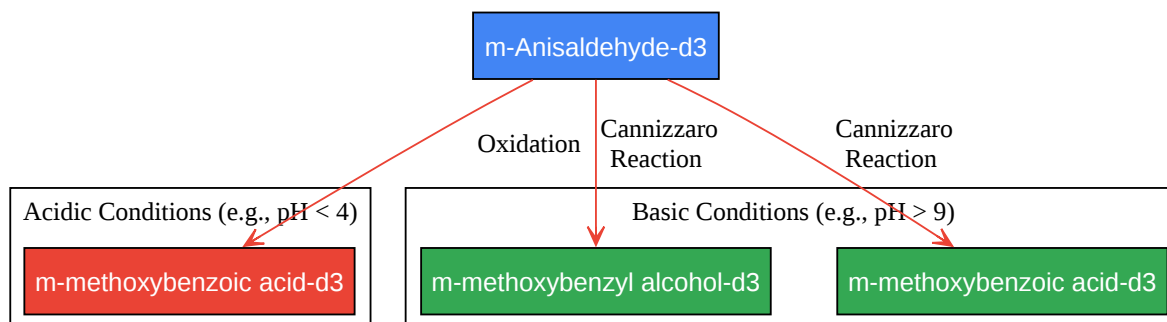 m-Anisaldehyde-d3
Oxidation
Cannizzaro
Reaction
Cannizzaro
Reaction
Acidic Conditions (e.g., pH < 4)
Basic Conditions (e.g., pH > 9)
m-methoxybenzoic acid-d3
m-methoxybenzyl alcohol-d3
m-methoxybenzoic acid-d3